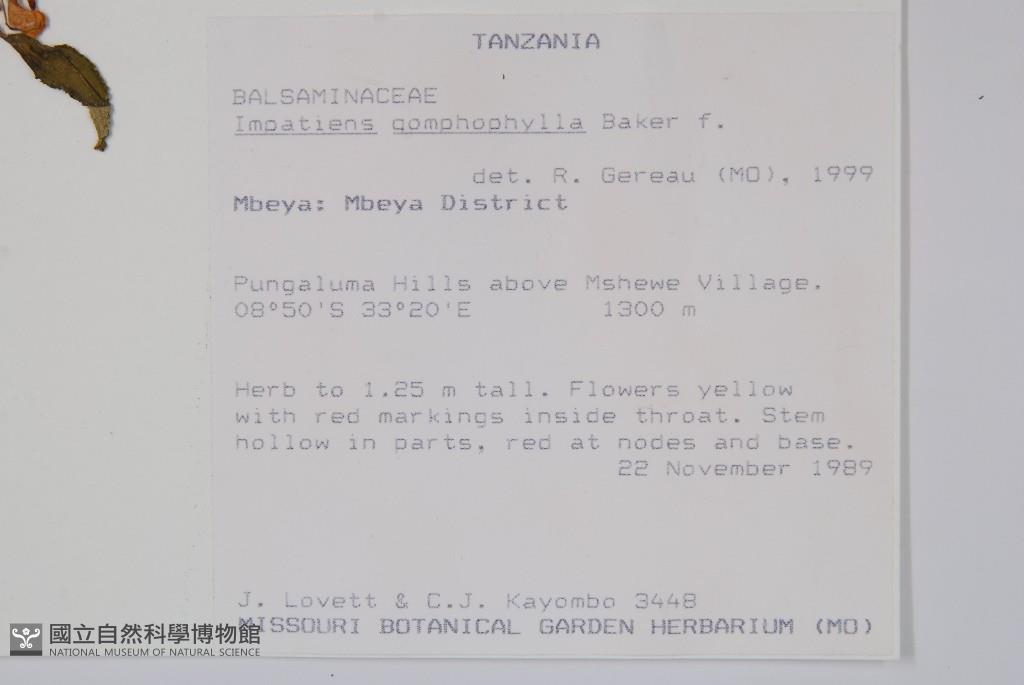 TANZANIA
BALSAMINACEAE
Impatiens gomphophylla Baker f.
det. R. Gereau (MO), 1999
Mbeya: Mbeya District
Pungaluma Hills above Mshewe Village.
08°50'S 33°20'E 1300 m
Herb to 1.25 m tall. Flowers yellow
with red markings inside throat. Stem
hollow in parts, red at nodes and base.
22 November 1989
J. Lovett & C.J. Kayombo 3448
MISSOURI BOTANICAL GARDEN HERBARIUM (MO)
國立自然科學博物館
NATIONAL MUSEUM OF NATURAL SCIENCE